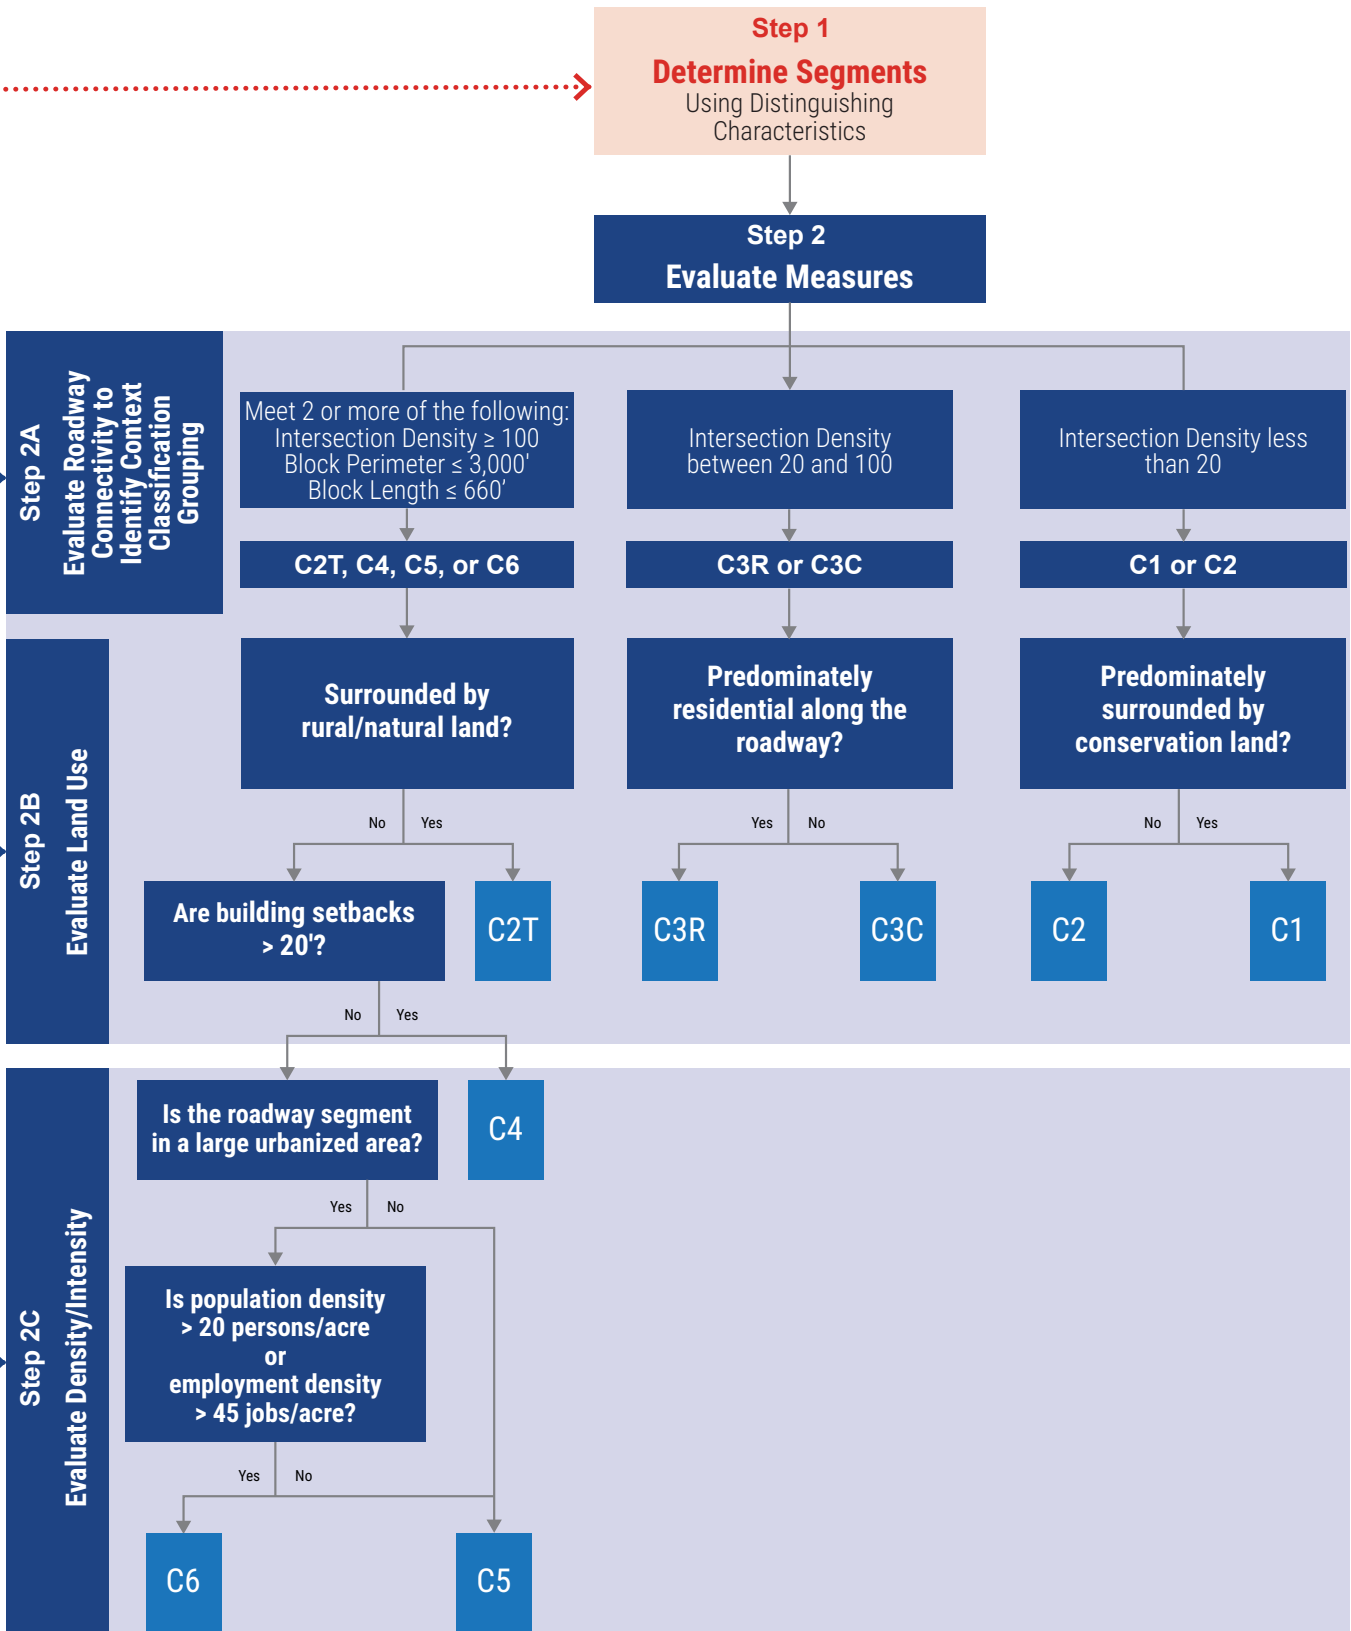 Step 1
Determine Segments
Using Distinguishing
Characteristics
Step 2
Evaluate Measures
Step 2A
Evaluate Roadway
Connectivity to
Identify Context
Classification
Grouping
Meet 2 or more of the following:
Intersection Density ≥ 100
Block Perimeter ≤ 3,000'
Block Length ≤ 660’
Intersection Density
between 20 and 100
Intersection Density less
than 20
C2T, C4, C5, or C6
C3R or C3C
C1 or C2
Step 2B
Evaluate Land Use
Surrounded by
rural/natural land?
Predominately
residential along the
roadway?
Predominately
surrounded by
conservation land?
No Yes
Yes No
No Yes
Are building setbacks
> 20'?
C2T
C3R
C3C
C2
C1
No Yes
Step 2C
Evaluate Density/Intensity
Is the roadway segment
in a large urbanized area?
C4
Yes No
Is population density
> 20 persons/acre
or
employment density
> 45 jobs/acre?
Yes No
C6
C5